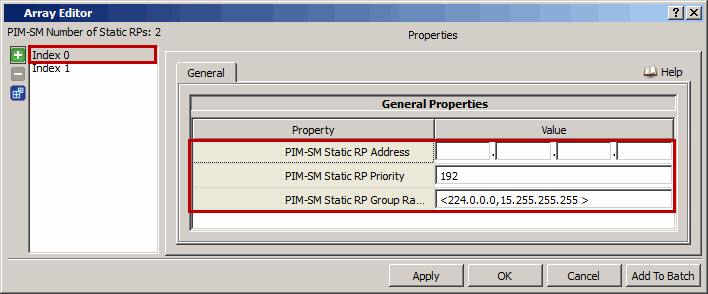 Array Editor
PIM-SM Number of Static RPs: 2
Properties
Index 0
Index 1
General
Help
General Properties
Property Value
PIM-SM Static RP Address . . .
PIM-SM Static RP Priority 192
PIM-SM Static RP Group Ra... <224.0.0.0,15.255.255.255 >
Apply OK Cancel Add To Batch